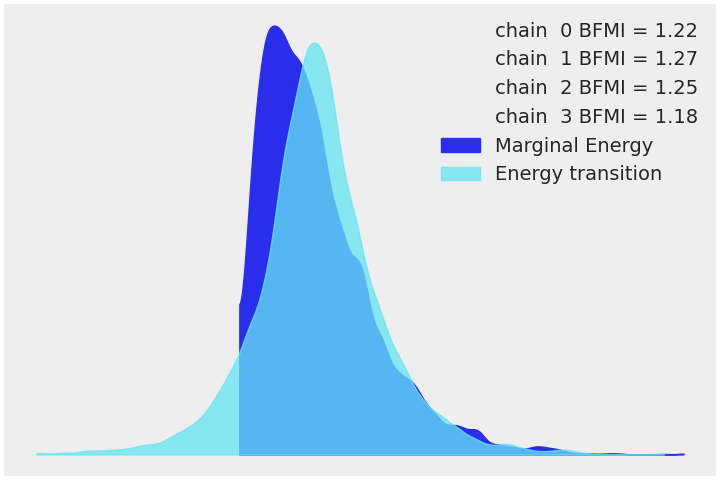 chain  0 BFMI = 1.22
chain  1 BFMI = 1.27
chain  2 BFMI = 1.25
chain  3 BFMI = 1.18
Marginal Energy
Energy transition